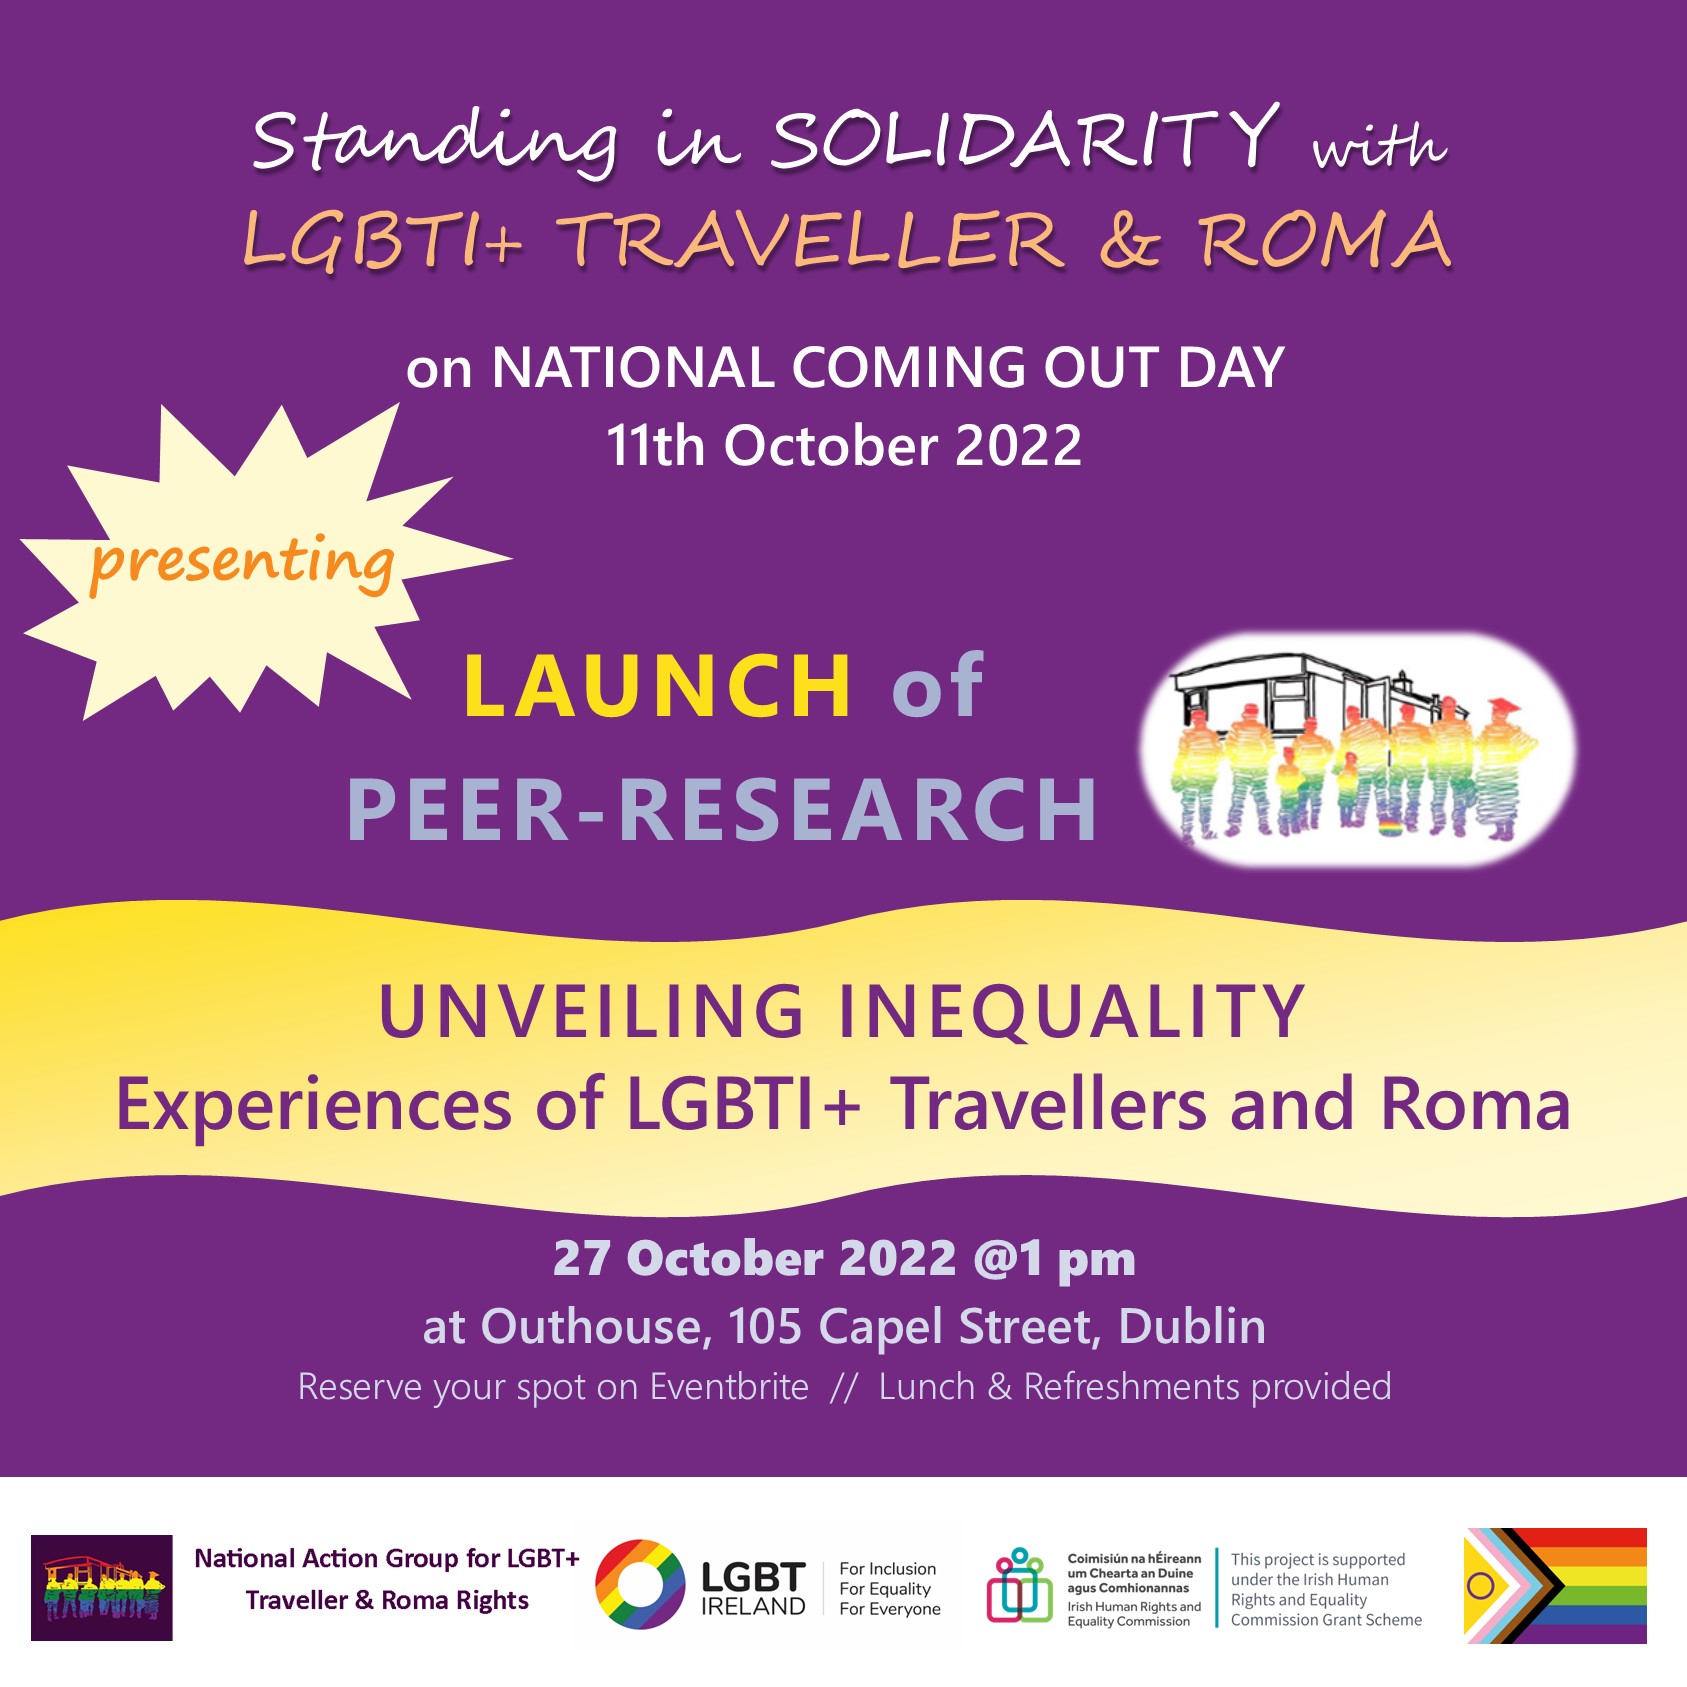 Standing in SOLIDARITY with
LGBTI+ TRAVELLER & ROMA
on NATIONAL COMING OUT DAY
11th October 2022
presenting
LAUNCH of
PEER-RESEARCH
UNVEILING INEQUALITY
Experiences of LGBTI+ Travellers and Roma
27 October 2022 @1 pm
at Outhouse, 105 Capel Street, Dublin
Reserve your spot on Eventbrite // Lunch & Refreshments provided
National Action Group for LGBT+
Traveller & Roma Rights
LGBT
IRELAND
For Inclusion
For Equality
For Everyone
Coimisiún na hÉireann
um Chearta an Duine
agus Comhionannas
Irish Human Rights and
Equality Commission
This project is supported
under the Irish Human
Rights and Equality
Commission Grant Scheme